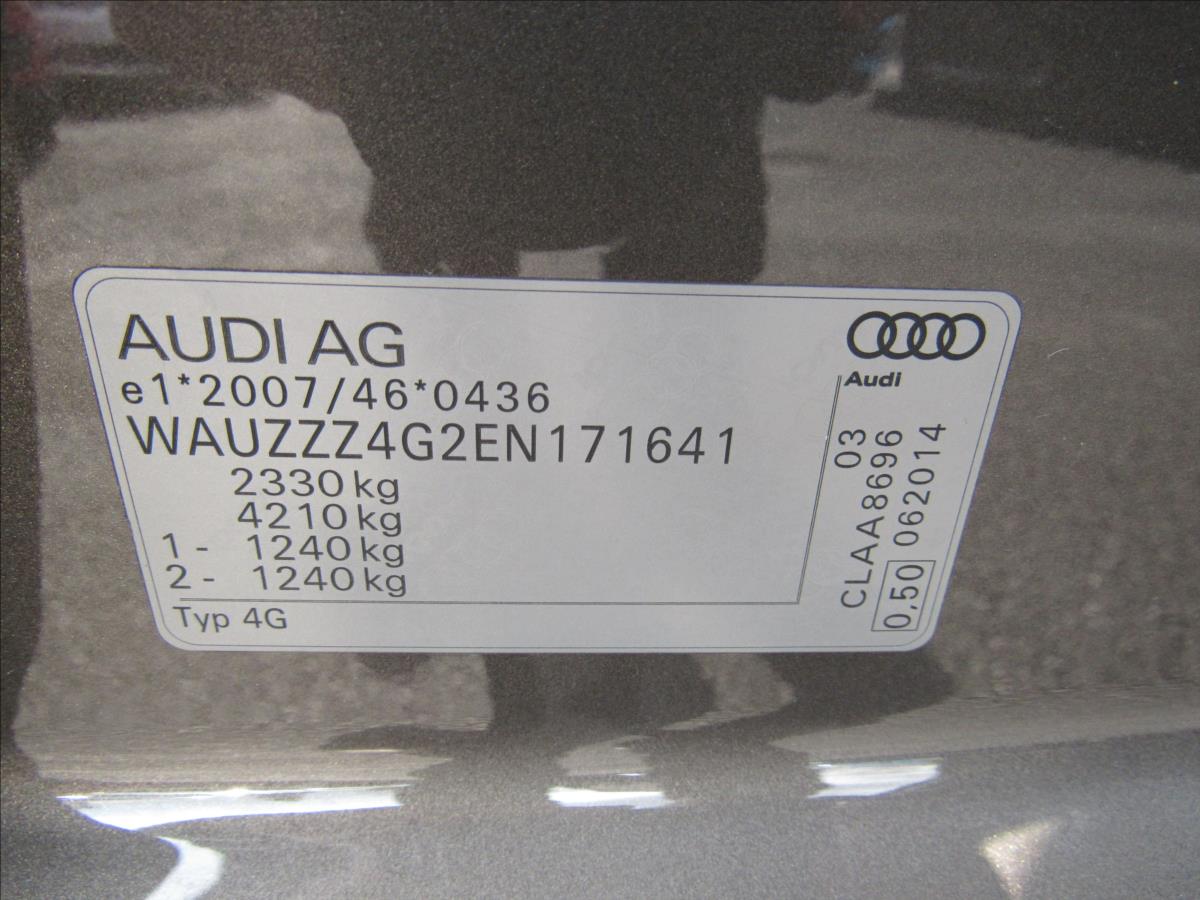 AUDI AG
e1*2007/46*0436
WAUZZZ4G2EN171641
2330 kg
4210 kg
1 - 1240 kg
2 - 1240 kg
Typ 4G
Audi
03
CLAA8696
062014
0,50